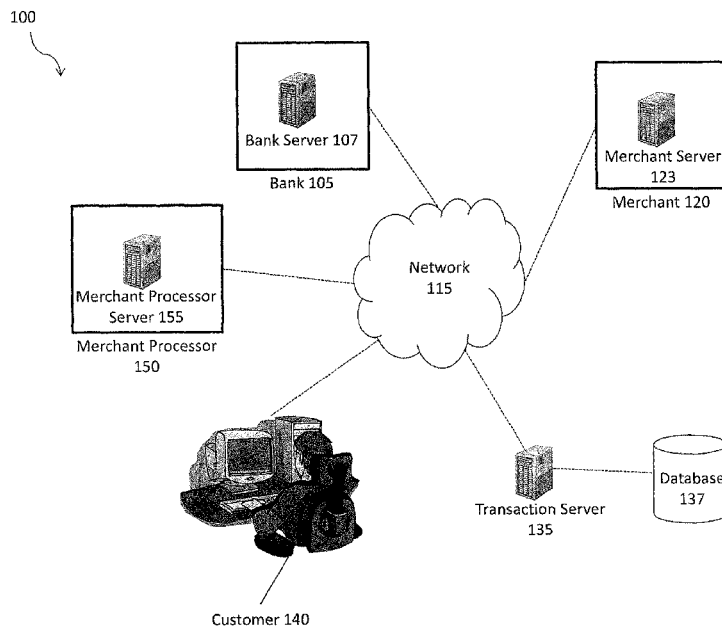 100
Bank Server 107
Bank 105
Merchant Server
123
Merchant 120
Network
115
Merchant Processor
Server 155
Merchant Processor
150
Transaction Server
135
Database
137
Customer 140